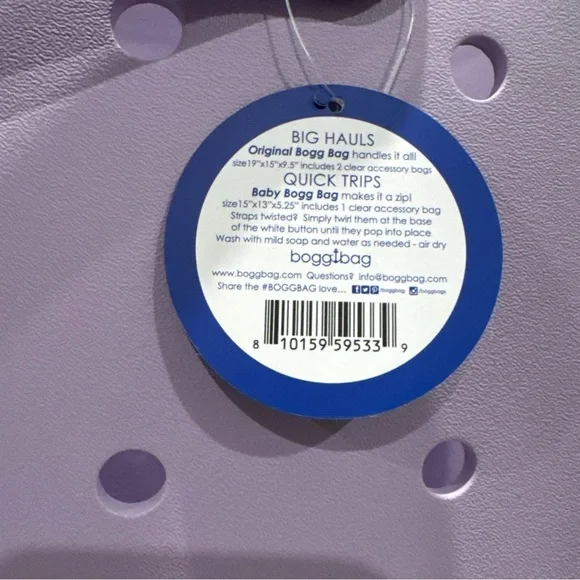 BIG HAULS
Original Bogg Bag handles it all!
size19"x15"x9.5" includes 2 clear accessory bags
QUICK TRIPS
Baby Bogg Bag makes it a zip!
size15"x13"x5.25" includes 1 clear accessory bag
Straps twisted? Simply twirl them at the base
of the white button until they pop into place
Wash with mild soap and water as needed - air dry
boggbag
www.boggbag.com Questions? info@boggbag.com
Share the #BOGGBAG love... /boggbag /boggbags
8 10159 59533 9